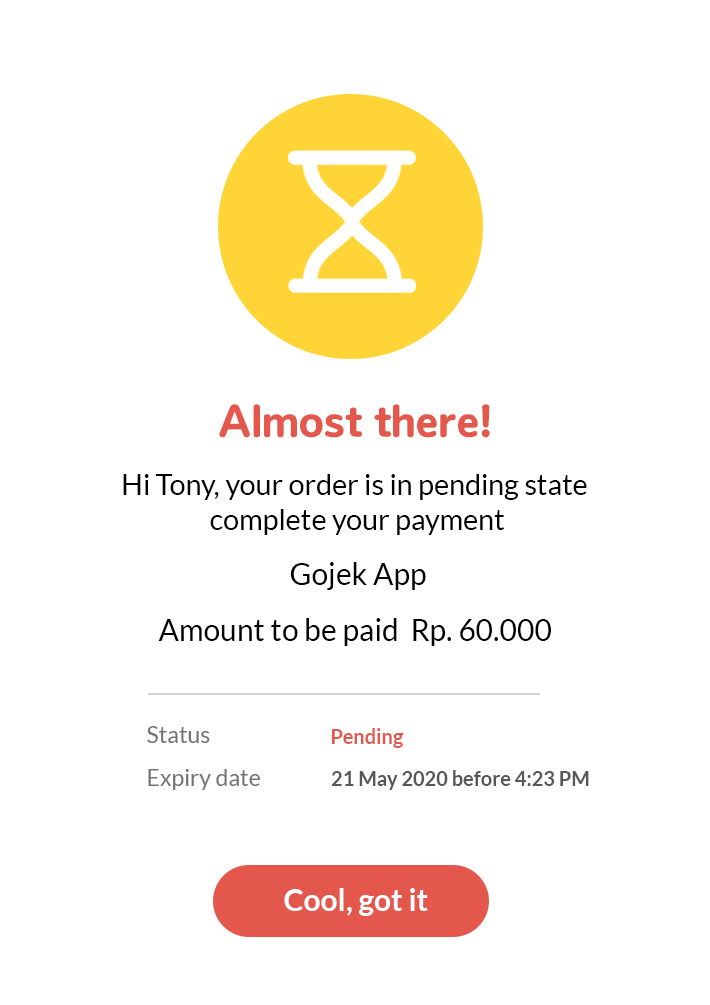 Almost there!
Hi Tony, your order is in pending state
complete your payment
Gojek App
Amount to be paid  Rp. 60.000
Status Pending
Expiry date 21 May 2020 before 4:23 PM
Cool, got it